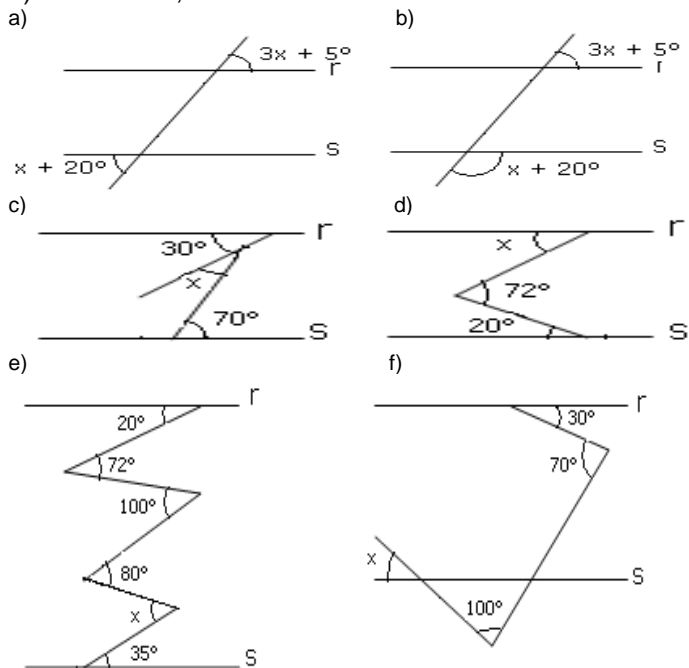 a)
b)
3x + 5º
r
3x + 5º
r
x + 20º
s
x + 20º
s
c)
d)
30º
r
x
70º
s
x
r
72º
20º
s
e)
f)
20º
r
72º
100º
80º
x
35º
s
30º
r
70º
x
s
100º